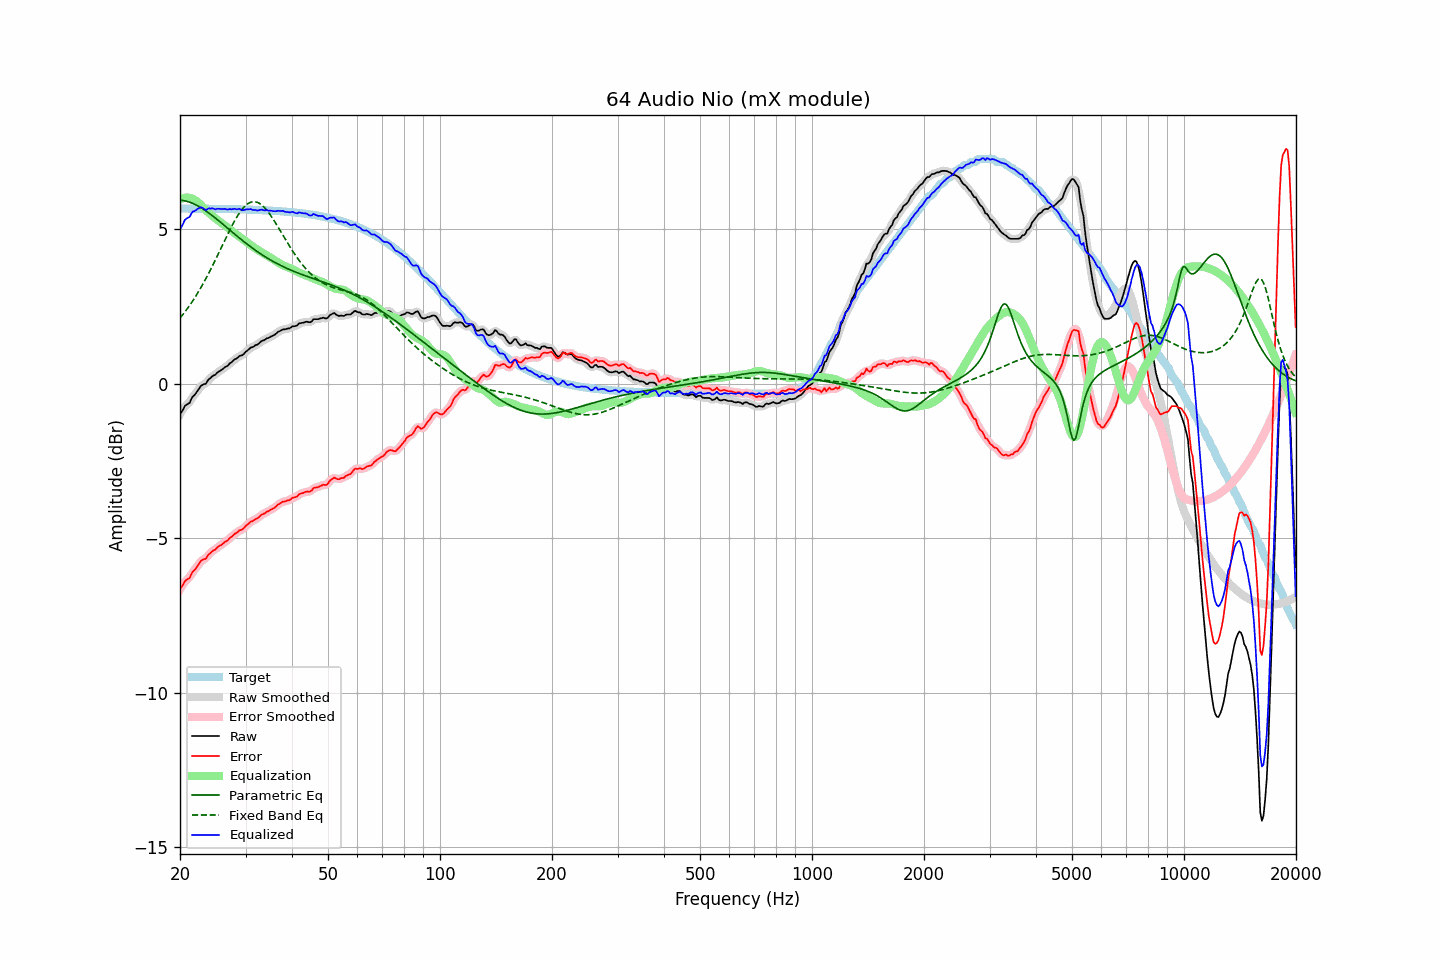 64 Audio Nio (mX module)
Amplitude (dBr)
5
0
−5
−10
−15
Target
Raw Smoothed
Error Smoothed
Raw
Error
Equalization
Parametric Eq
Fixed Band Eq
Equalized
20 50 100 200 500 1000 2000 5000 10000 20000
Frequency (Hz)